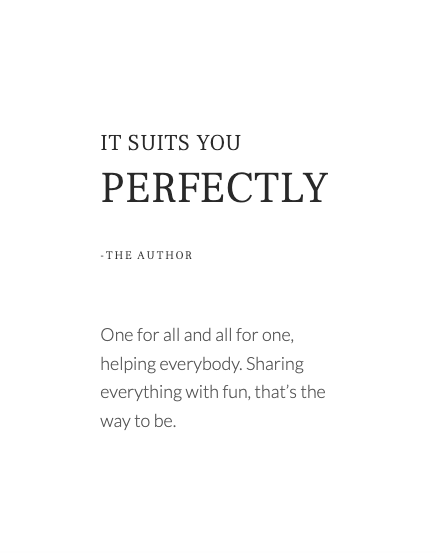 IT SUITS YOU
PERFECTLY
-THE AUTHOR
One for all and all for one,
helping everybody. Sharing
everything with fun, that’s the
way to be.